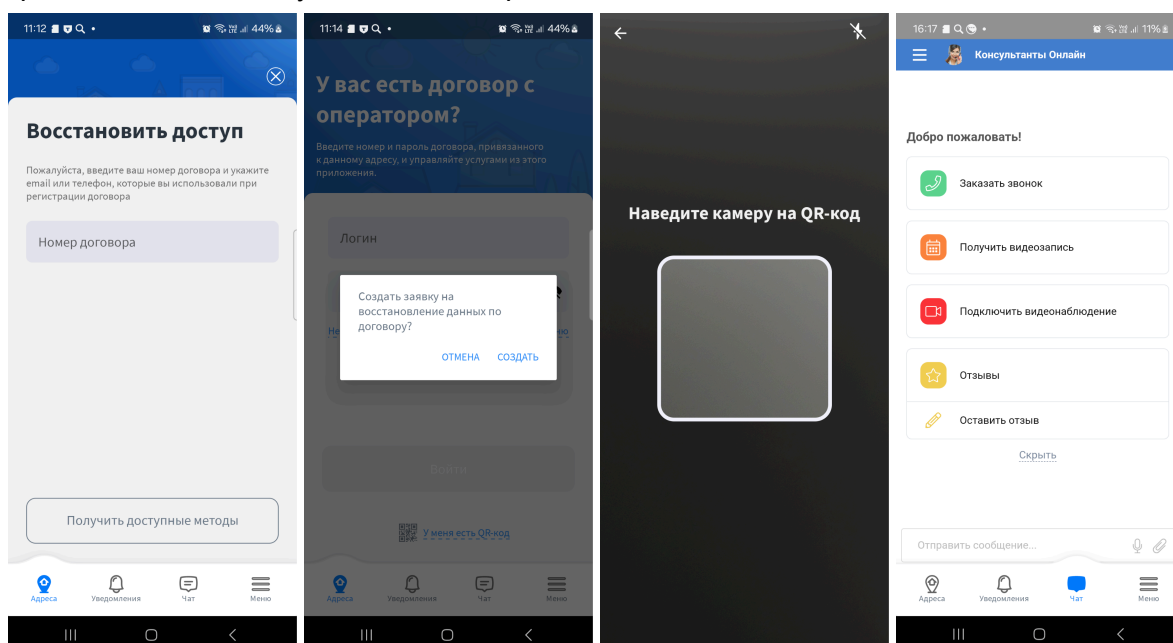 11:12
44%
Восстановить доступ
Пожалуйста, введите ваш номер договора и укажите
email или телефон, которые вы использовали при
регистрации договора
Номер договора
Получить доступные методы
Адреса
Уведомления
Чат
Меню
11:14
44%
У вас есть договор с
оператором?
Введите номер и пароль договора, привязанного
к данному адресу, и управляйте услугами из этого
приложения.
Логин
Создать заявку на
восстановление данных по
договору?
ОТМЕНА СОЗДАТЬ
Войти
У меня есть QR-код
Адреса
Уведомления
Чат
Меню
Наведите камеру на QR-код
16:17
11%
Консультанты Онлайн
Добро пожаловать!
Заказать звонок
Получить видеозапись
Подключить видеонаблюдение
Отзывы
Оставить отзыв
Скрыть
Отправить сообщение...
Адреса
Уведомления
Чат
Меню